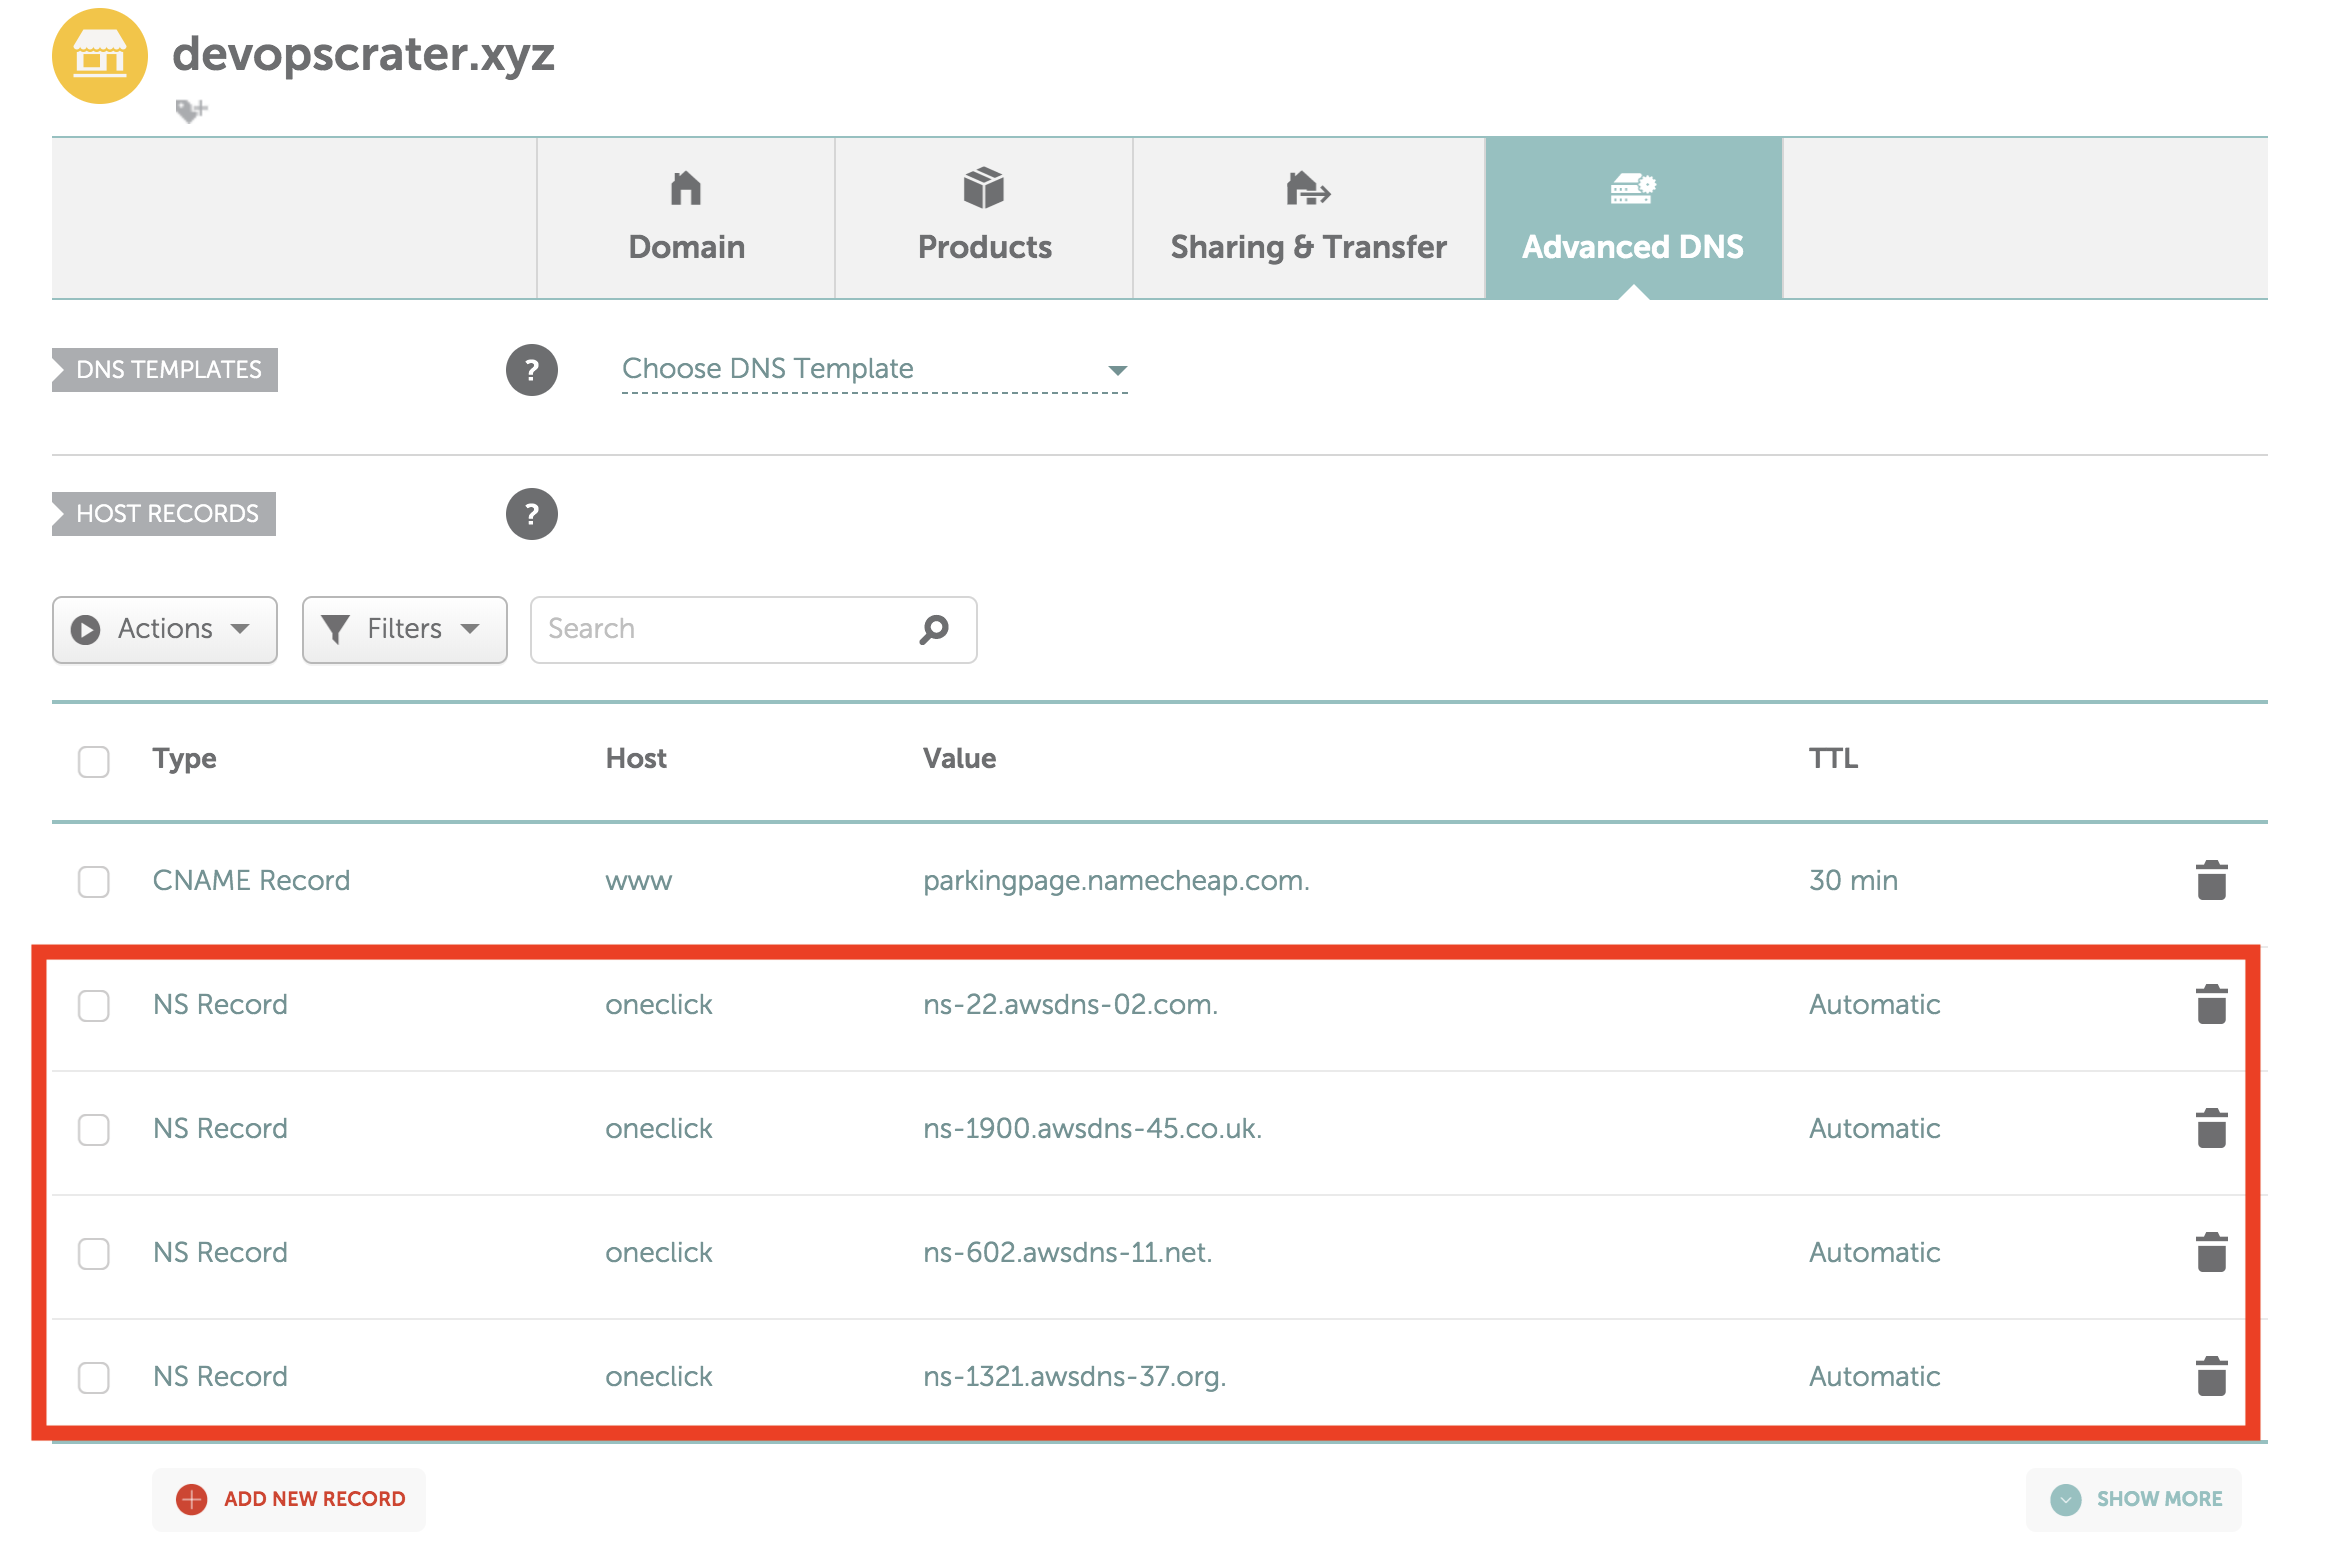 devopscrater.xyz
Domain
Products
Sharing & Transfer
Advanced DNS
DNS TEMPLATES
?
Choose DNS Template
HOST RECORDS
?
Actions
Filters
Search
Type Host Value TTL
CNAME Record www parkingpage.namecheap.com. 30 min
NS Record oneclick ns-22.awsdns-02.com. Automatic
NS Record oneclick ns-1900.awsdns-45.co.uk. Automatic
NS Record oneclick ns-602.awsdns-11.net. Automatic
NS Record oneclick ns-1321.awsdns-37.org. Automatic
ADD NEW RECORD
SHOW MORE